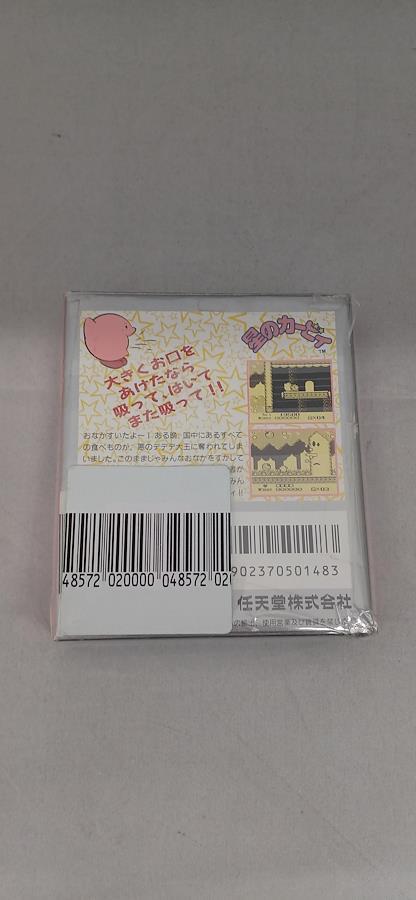 星のカービィ
TM
大きくお口を
あけたなら
吸って、はいて
また吸って!!
おなかすいたよー！ある朝、国中にあるすべて
の食べものが、悪のデデデ大王に奪われてしま
いました。このままじゃみんなおなかをすかして
902370501483
48572 020000 048572 02
任天堂株式会社